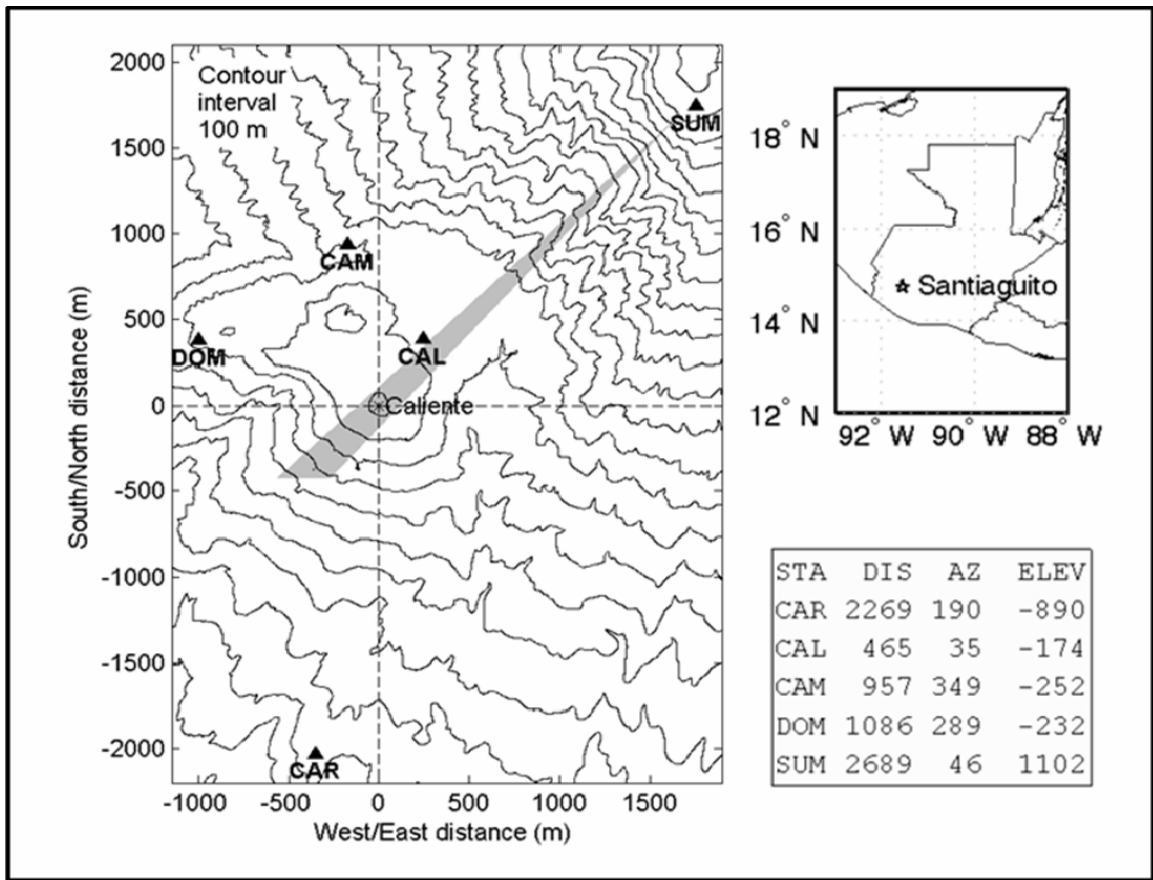 2000
1500
1000
500
0
-500
-1000
-1500
-2000
South/North distance (m)
Contour
interval
100 m
SUM
CAM
DOM
CAL
Caliente
CAR
-1000 -500 0 500 1000 1500
West/East distance (m)
18° N
16° N
14° N
12° N
Santiaguito
92° W 90° W 88° W
STA DIS AZ ELEV
CAR 2269 190 -890
CAL 465 35 -174
CAM 957 349 -252
DOM 1086 289 -232
SUM 2689 46 1102